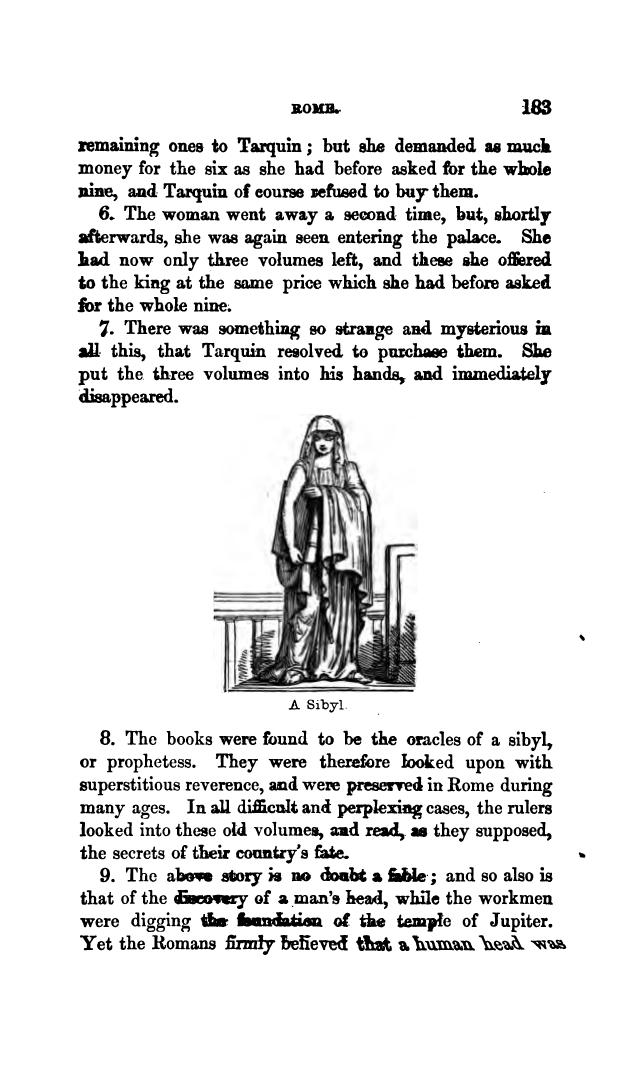 ROME.
183
remaining ones to Tarquin; but she demanded as much
money for the six as she had before asked for the whole
nine, and Tarquin of course refused to buy them.
6. The woman went away a second time, but, shortly
afterwards, she was again seen entering the palace. She
had now only three volumes left, and these she offered
to the king at the same price which she had before asked
for the whole nine.
7. There was something so strange and mysterious in
all this, that Tarquin resolved to purchase them. She
put the three volumes into his hands, and immediately
disappeared.
A Sibyl.
8. The books were found to be the oracles of a sibyl,
or prophetess. They were therefore looked upon with
superstitious reverence, and were preserved in Rome during
many ages. In all difficult and perplexing cases, the rulers
looked into these old volumes, and read, as they supposed,
the secrets of their country's fate.
9. The above story is no doubt a fable; and so also is
that of the discovery of a man's head, while the workmen
were digging the foundation of the temple of Jupiter.
Yet the Romans firmly believed that a human head was